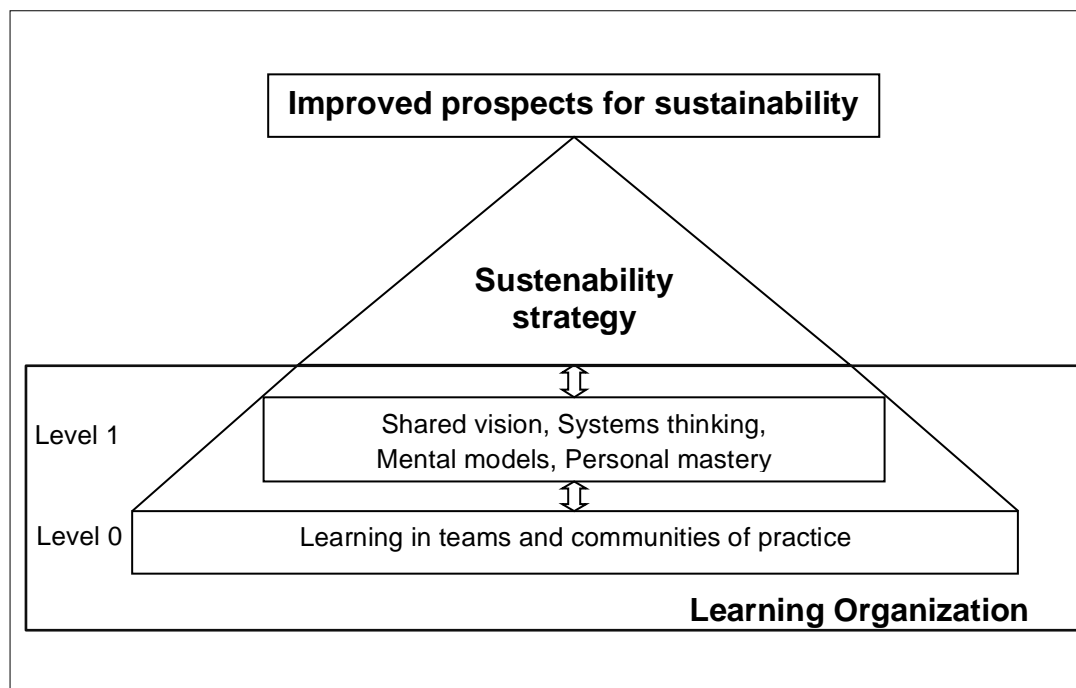 Improved prospects for sustainability
Sustenability
strategy
Level 1
Shared vision, Systems thinking,
Mental models, Personal mastery
Level 0
Learning in teams and communities of practice
Learning Organization